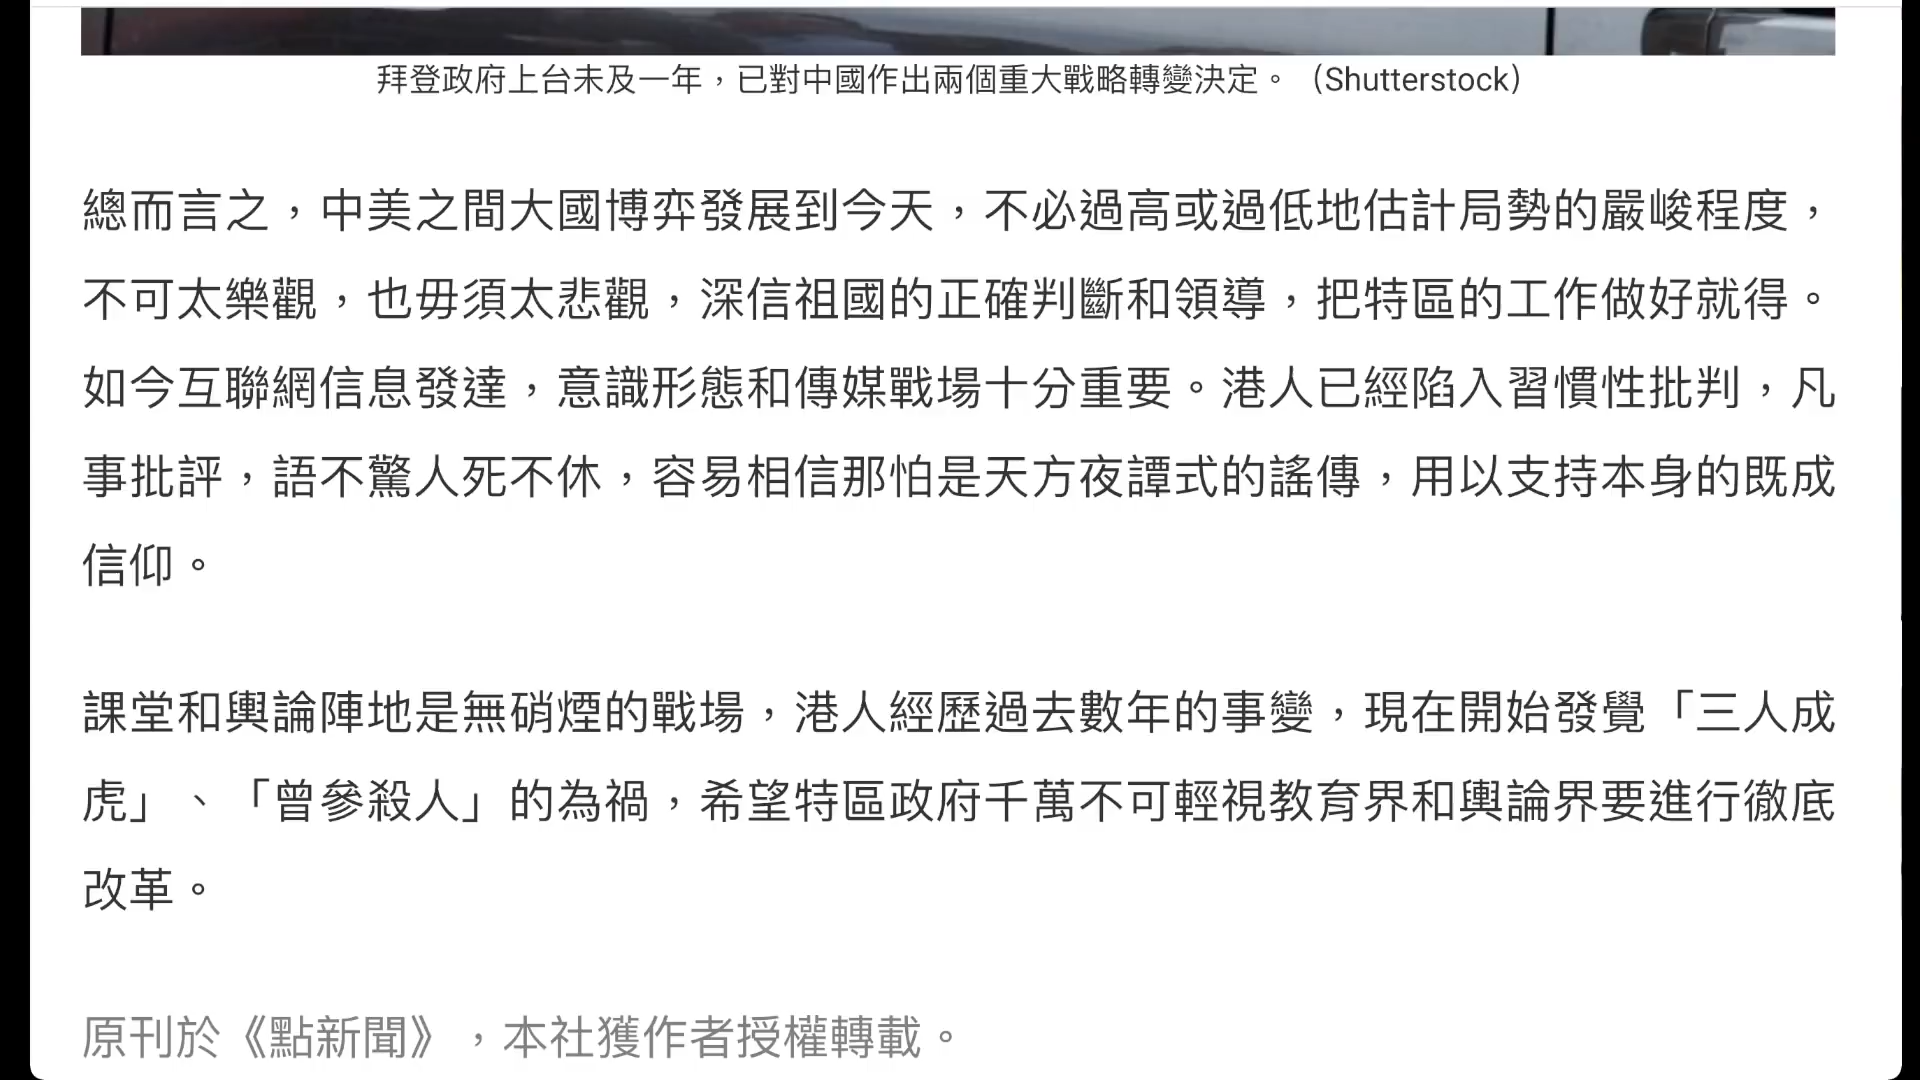 拜登政府上台未及一年，已對中國作出兩個重大戰略轉變決定。（Shutterstock）
總而言之，中美之間大國博弈發展到今天，不必過高或過低地估計局勢的嚴峻程度，
不可太樂觀，也毋須太悲觀，深信祖國的正確判斷和領導，把特區的工作做好就得。
如今互聯網信息發達，意識形態和傳媒戰場十分重要。港人已經陷入習慣性批判，凡
事批評，語不驚人死不休，容易相信那怕是天方夜譚式的謠傳，用以支持本身的既成
信仰。
課堂和輿論陣地是無硝煙的戰場，港人經歷過去數年的事變，現在開始發覺「三人成
虎」、「曾參殺人」的為禍，希望特區政府千萬不可輕視教育界和輿論界要進行徹底
改革。
原刊於《點新聞》，本社獲作者授權轉載。